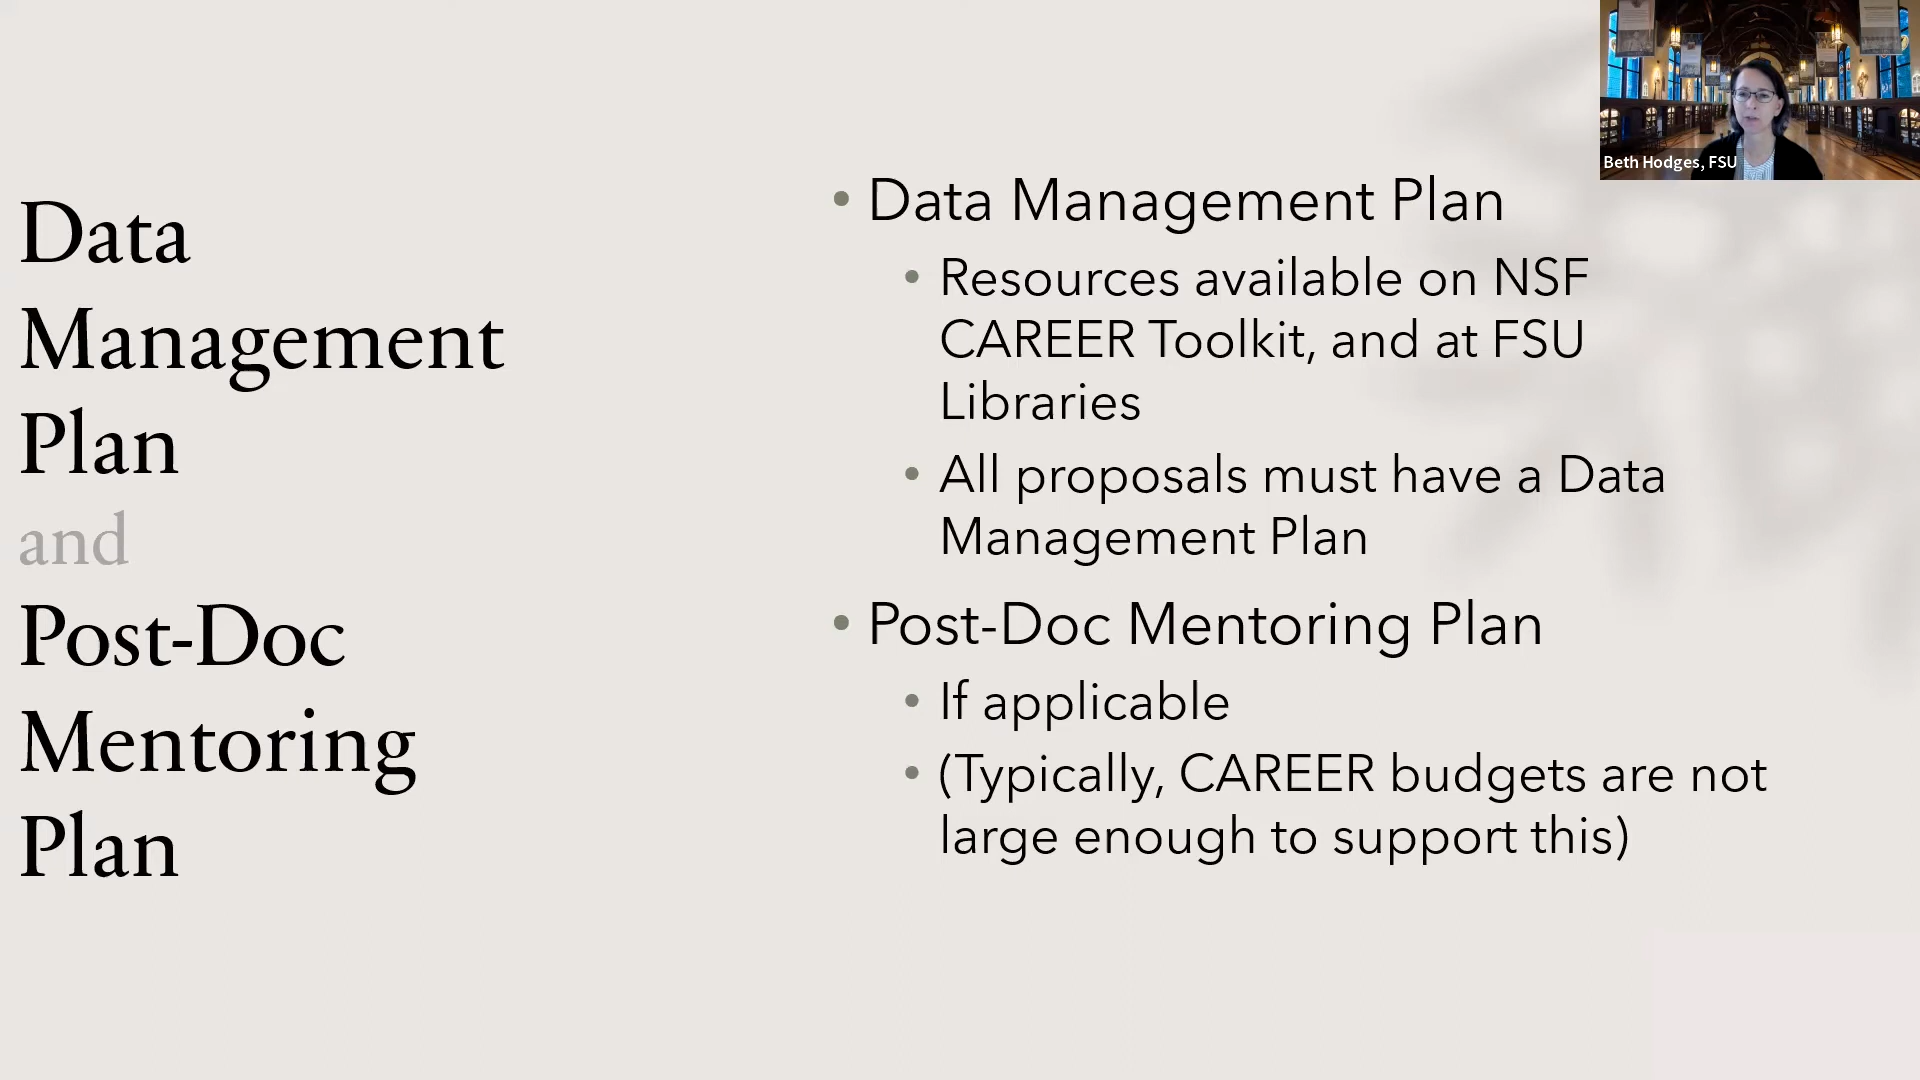 Data
Management
Plan
and
Post-Doc
Mentoring
Plan
• Data Management Plan
• Resources available on NSF
CAREER Toolkit, and at FSU
Libraries
• All proposals must have a Data
Management Plan
• Post-Doc Mentoring Plan
• If applicable
• (Typically, CAREER budgets are not
large enough to support this)
Beth Hodges, FSU